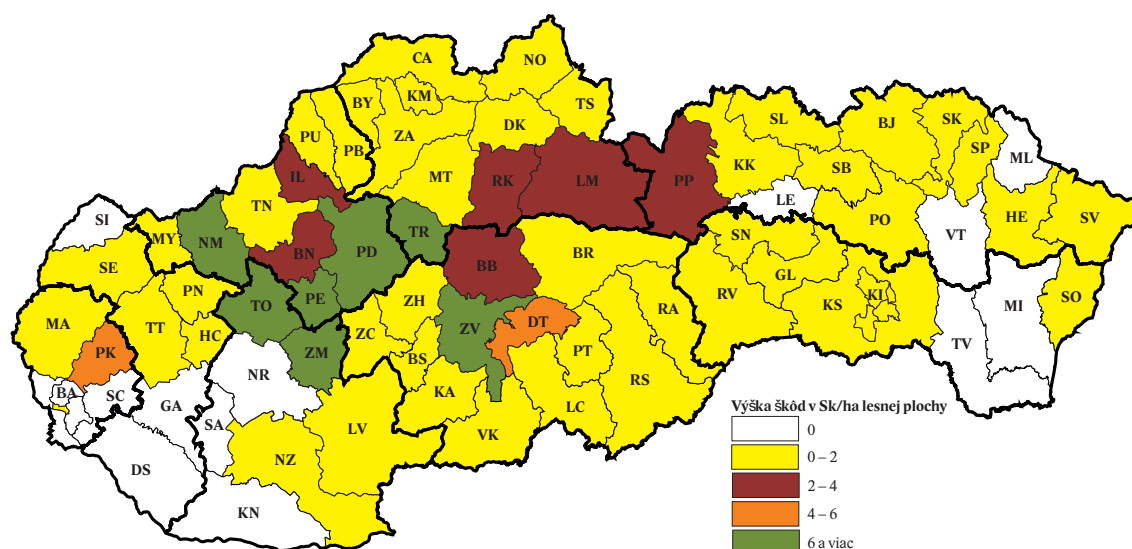 CA
NO
BY
KM
TS
PU
PB
ZA
DK
SL
BJ
SK
SP
ML
IL
MT
RK
LM
PP
KK
SB
LE
SI
TN
PO
HE
SV
MY
NM
BN
PD
TR
BB
BR
SN
VT
SE
PN
TO
PE
ZH
GL
RV
KS
KI
MI
SO
MA
TT
HC
ZM
ZC
ZV
DT
RA
TV
PK
NR
BS
PT
RS
BA
SC
GA
SA
KA
LC
LV
VK
DS
NZ
KN
Výška škôd v Sk/ha lesnej plochy
0
0 – 2
2 – 4
4 – 6
6 a viac